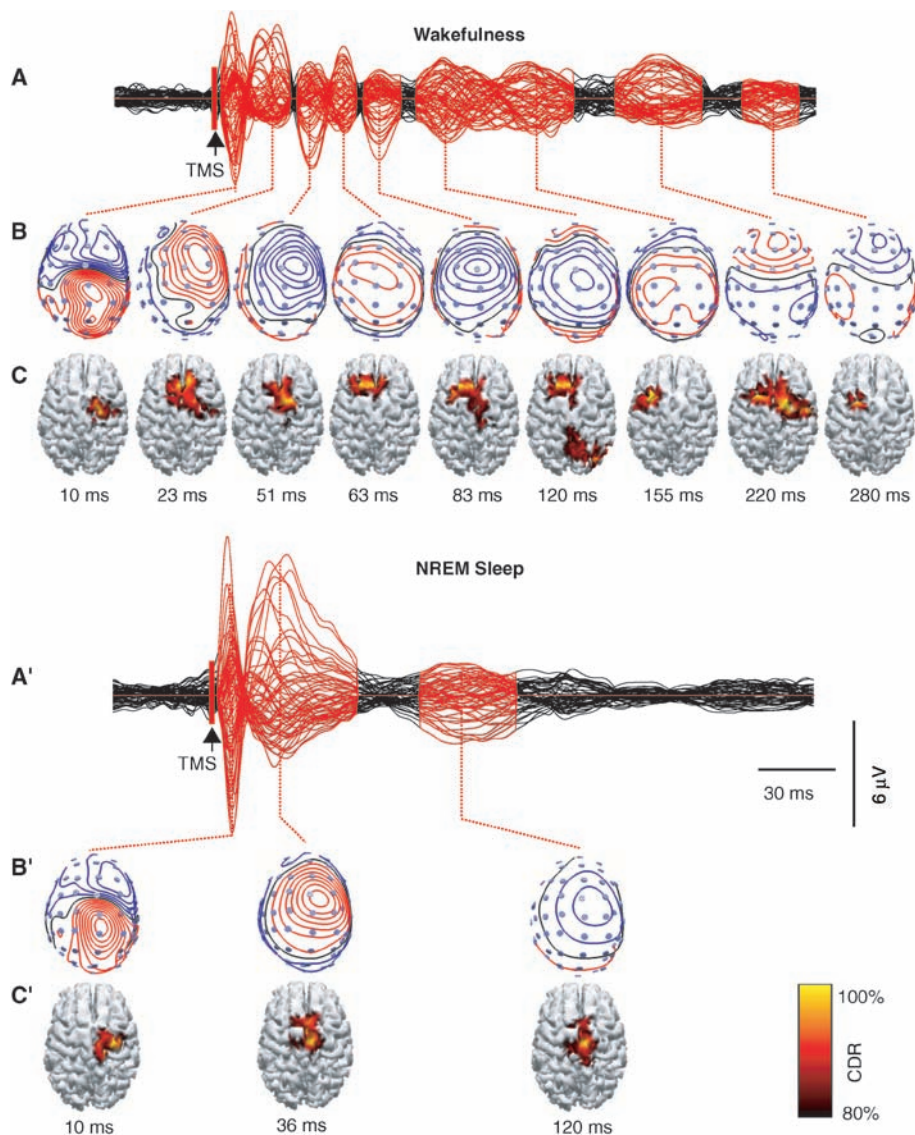 Wakefulness
A
TMS
B
C
10 ms 23 ms 51 ms 63 ms 83 ms 120 ms 155 ms 220 ms 280 ms
NREM Sleep
A'
TMS
30 ms
6 µV
B'
C'
10 ms 36 ms 120 ms
100%
CDR
80%